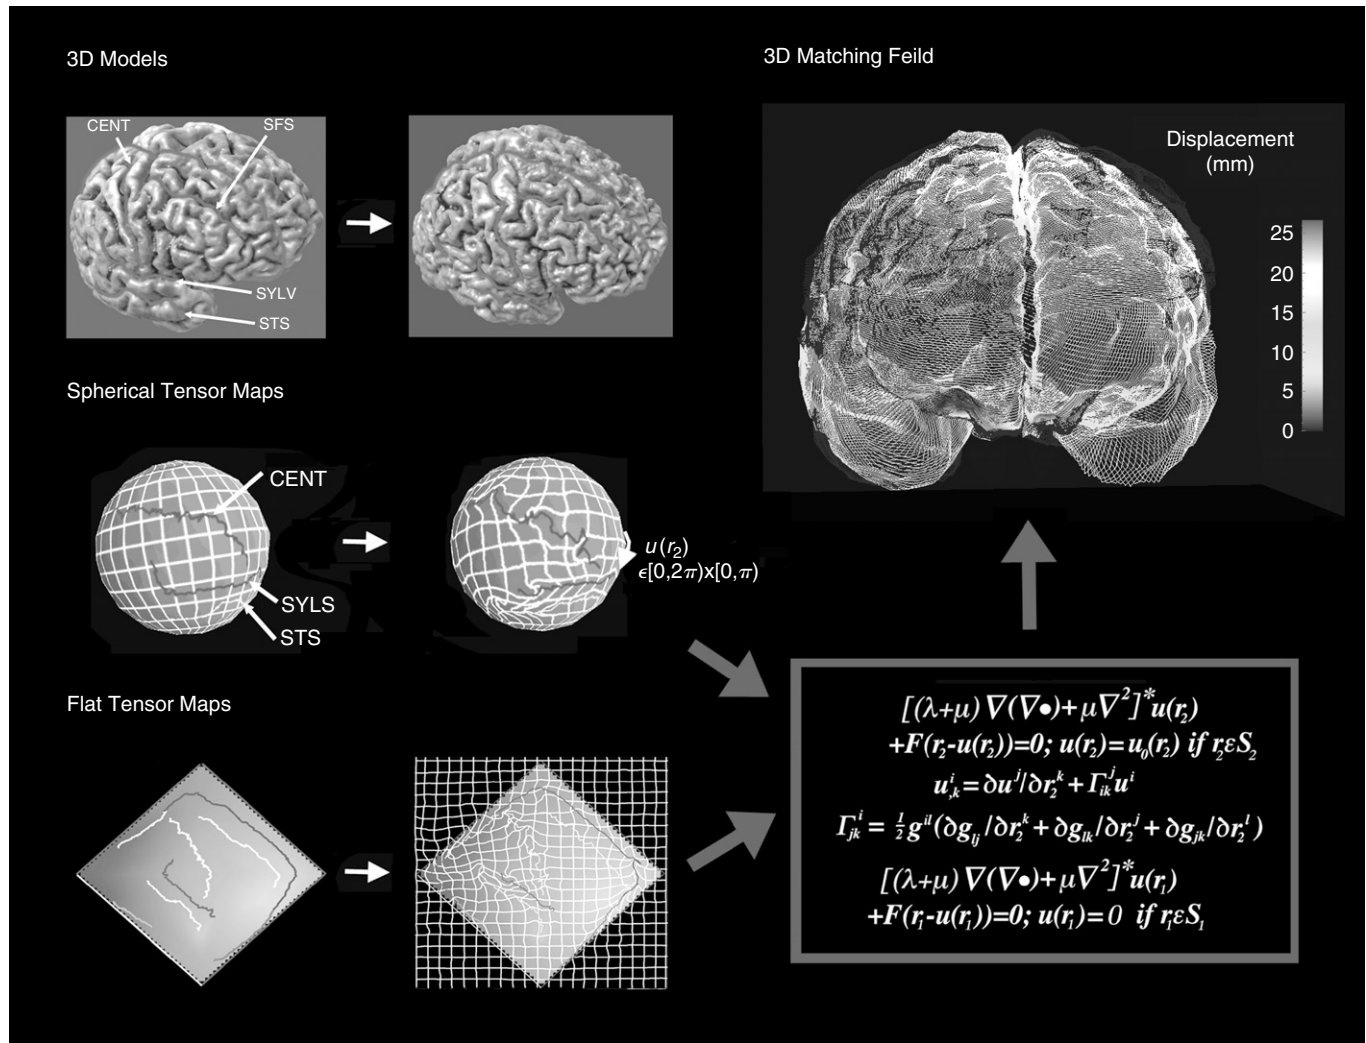 3D Models
CENT
SFS
SYLV
STS
Spherical Tensor Maps
CENT
SYLS
STS
u(r₂)
ϵ[0,2π)x[0,π)
Flat Tensor Maps
3D Matching Feild
Displacement
(mm)
25
20
15
10
5
0
[(λ+μ) ∇(∇•)+μ∇²]*u(r₂)
+F(r₂-u(r₂))=0; u(r₂)=u₀(r₂) if r₂εS₂
uⁱ,ₖ=∂uʲ/∂r₂ᵏ+Γʲᵢₖuⁱ
Γⁱⱼₖ = ½gⁱˡ(∂gₗⱼ/∂r₂ᵏ+∂gₗₖ/∂r₂ʲ+∂gⱼₖ/∂r₂ˡ)
[(λ+μ) ∇(∇•)+μ∇²]*u(r₁)
+F(r₁-u(r₁))=0; u(r₁)=0 if r₁εS₁